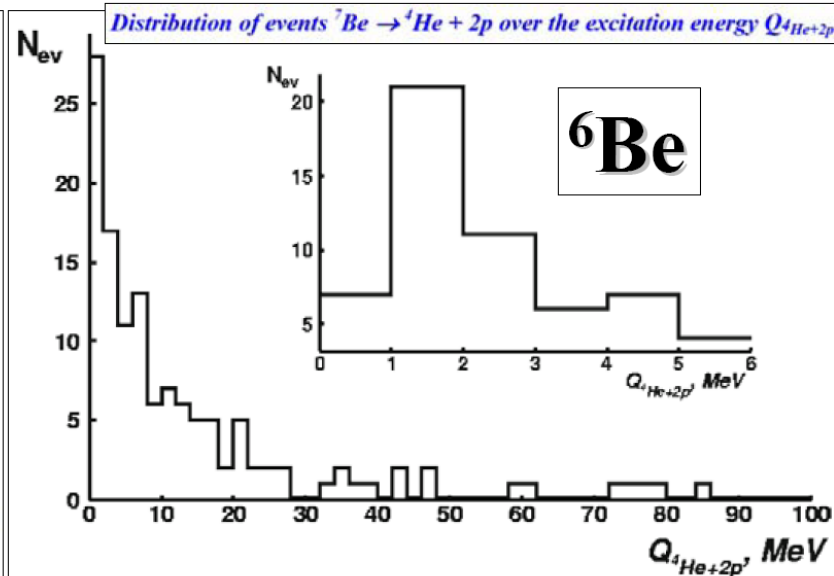 Distribution of events ⁷Be → ⁴He + 2p over the excitation energy Q₄He+2p
Nev
25
20
15
10
5
0
0 10 20 30 40 50 60 70 80 90 100
Q⁴He+2p, MeV
Nev
20
15
10
5
0 1 2 3 4 5 6
Q⁴He+2p, MeV
⁶Be